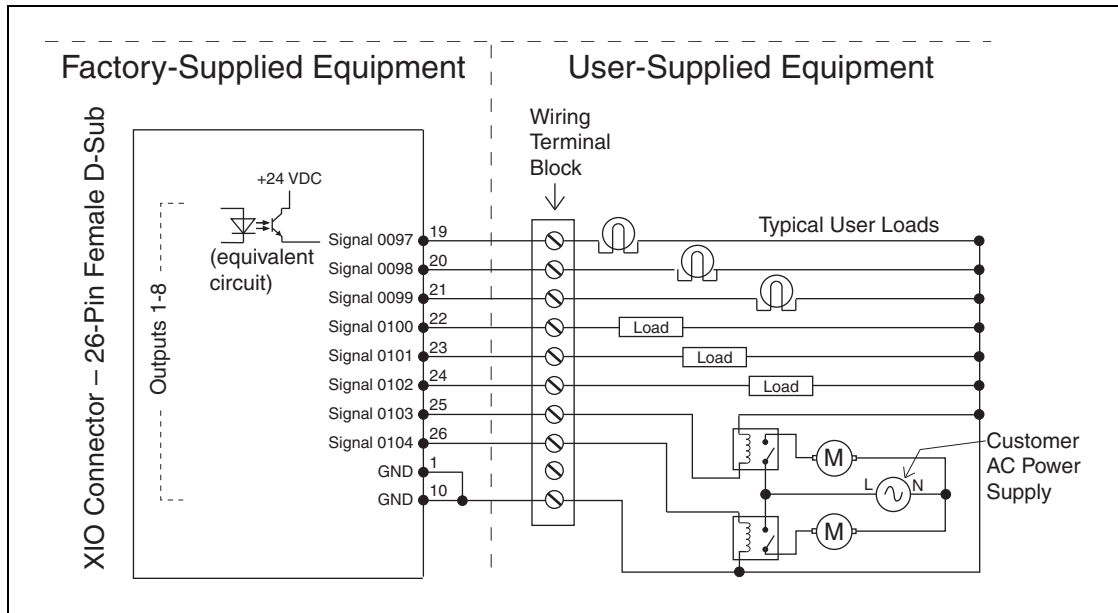 Factory-Supplied Equipment
User-Supplied Equipment
XIO Connector – 26-Pin Female D-Sub
Wiring
Terminal
Block
+24 VDC
(equivalent
circuit)
Outputs 1-8
Typical User Loads
Signal 0097 19
Signal 0098 20
Signal 0099 21
Signal 0100 22
Load
Signal 0101 23
Load
Signal 0102 24
Load
Signal 0103 25
Signal 0104 26
GND 1
GND 10
M
L N
M
Customer
AC Power
Supply